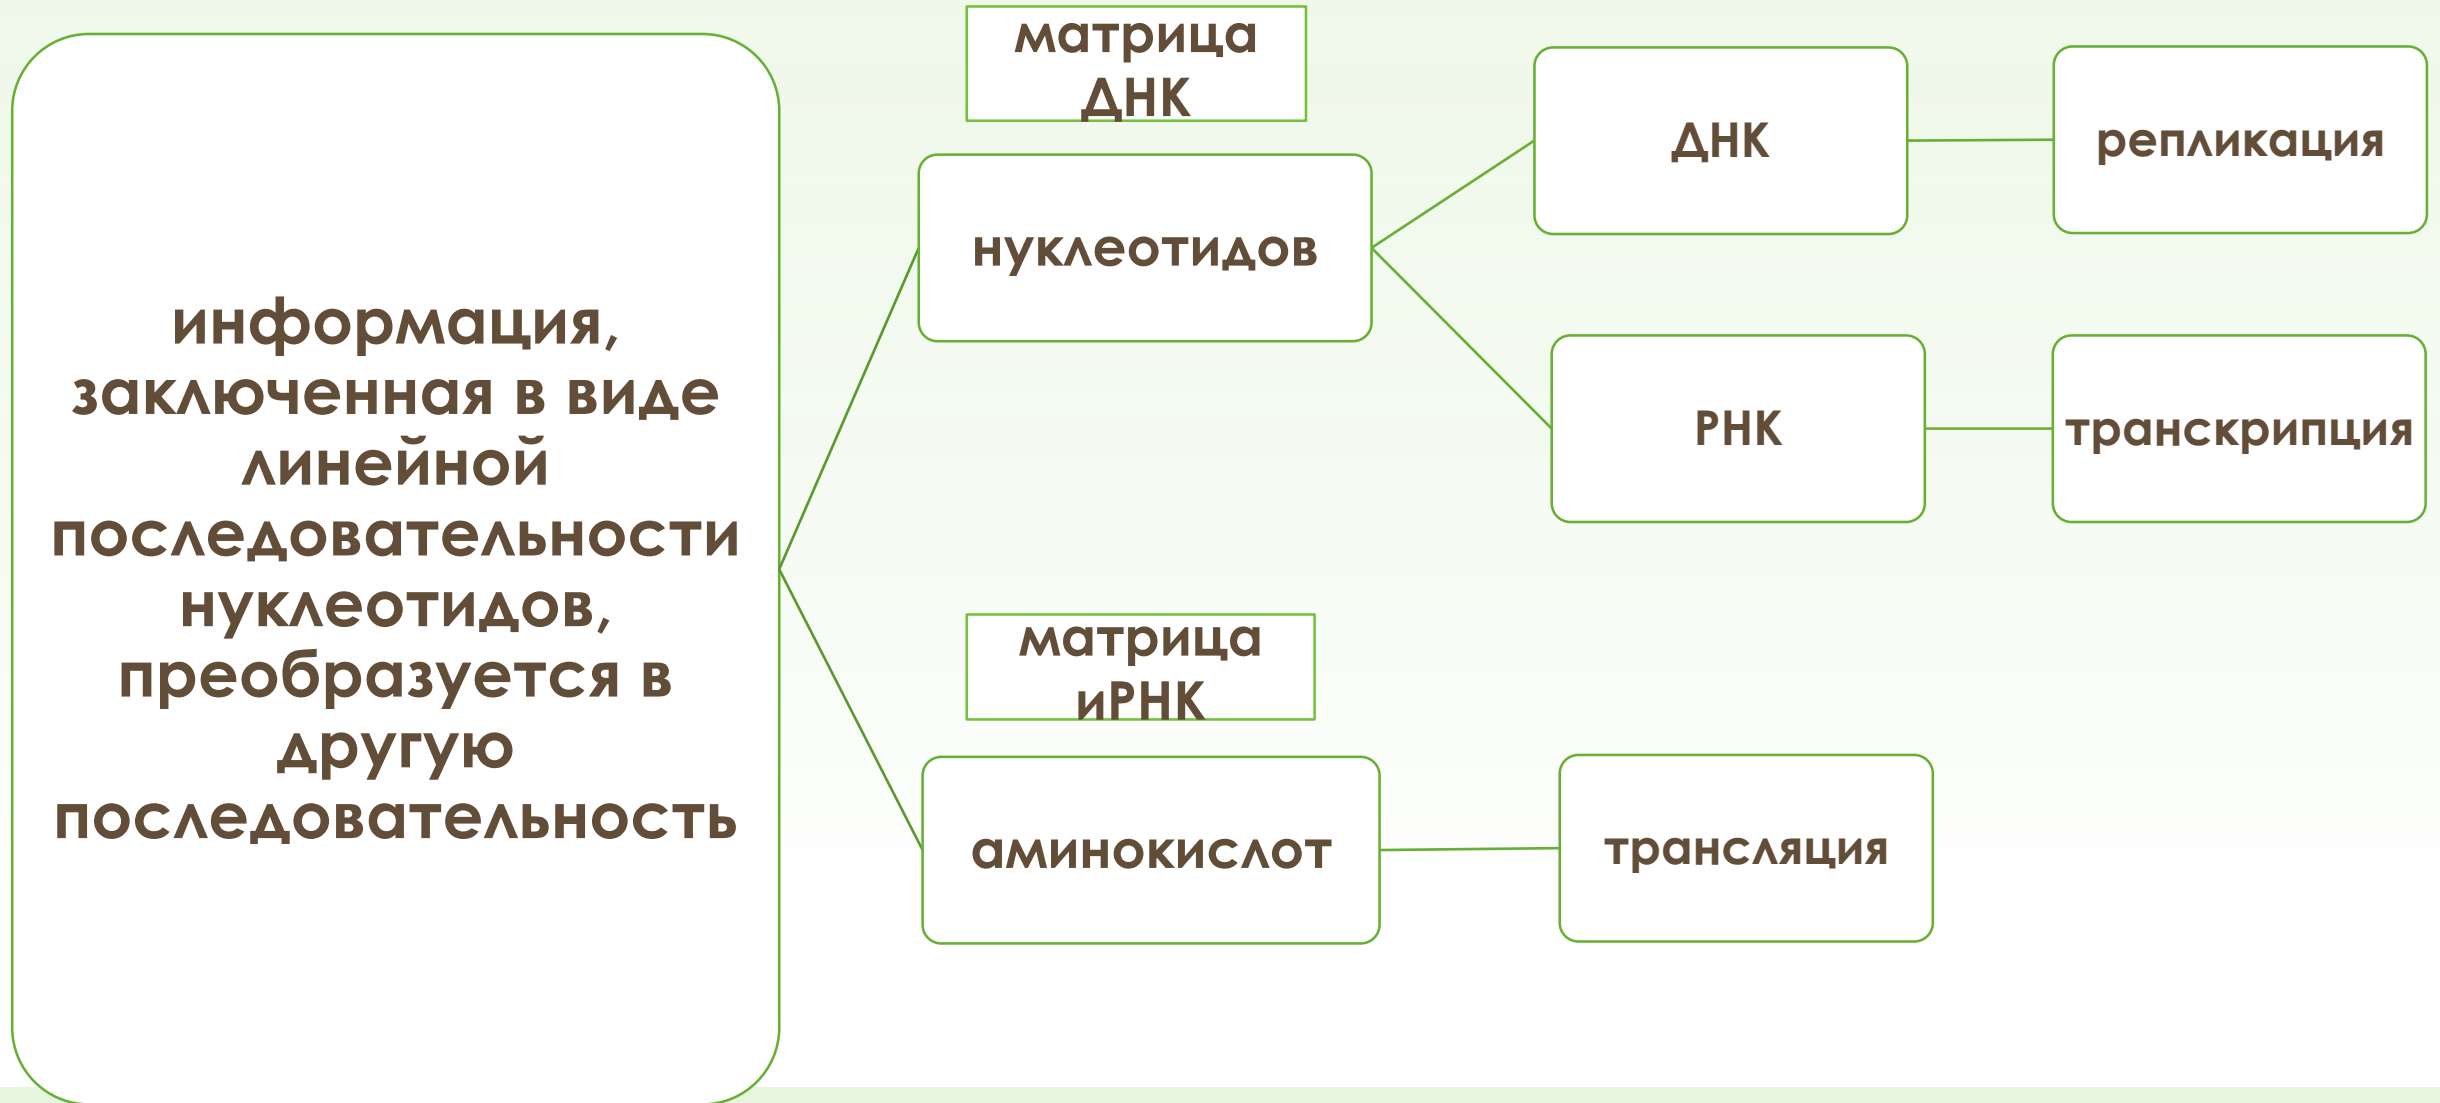 информация,
заключенная в виде
линейной
последовательности
нуклеотидов,
преобразуется в
другую
последовательность
матрица
ДНК
нуклеотидов
ДНК
репликация
РНК
транскрипция
матрица
иРНК
аминокислот
трансляция